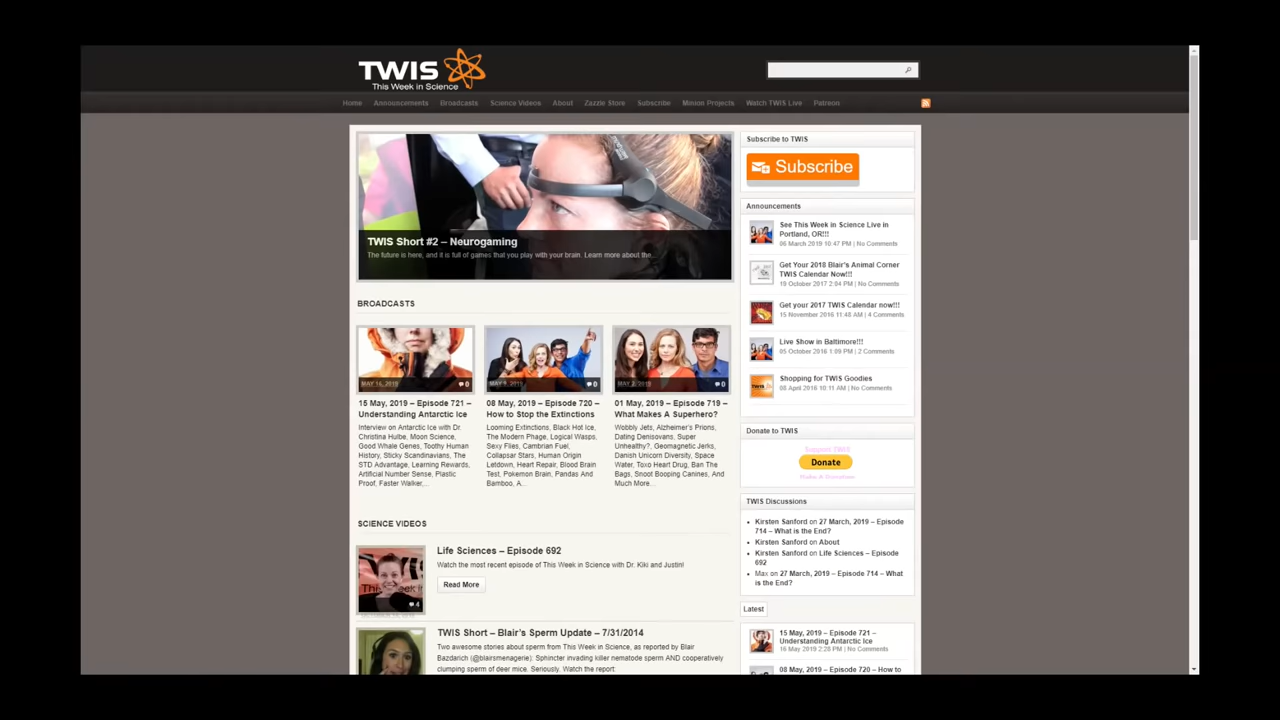 TWIS
This Week in Science
Home Announcements Broadcasts Science Videos About Zazzle Store Subscribe Minion Projects Watch TWIS Live Patreon
TWIS Short #2 – Neurogaming
The future is here, and it is full of games that you play with your brain. Learn more about the...
BROADCASTS
MAY 16, 2019
0
15 May, 2019 – Episode 721 –
Understanding Antarctic Ice
Interview on Antarctic Ice with Dr.
Christina Hulbe, Moon Science,
Good Whale Genes, Toothy Human
History, Sticky Scandinavians, The
STD Advantage, Learning Rewards,
Artificial Number Sense, Plastic
Proof, Faster Walker,...
MAY 9, 2019
0
08 May, 2019 – Episode 720 –
How to Stop the Extinctions
Looming Extinctions, Black Hot Ice,
The Modern Phage, Logical Wasps,
Sexy Flies, Cambrian Fuel,
Collapsar Stars, Human Origin
Letdown, Heart Repair, Blood Brain
Test, Pokemon Brain, Pandas And
Bamboo, A...
MAY 2, 2019
0
01 May, 2019 – Episode 719 –
What Makes A Superhero?
Wobbly Jets, Alzheimer's Prions,
Dating Denisovans, Super
Unhealthy?, Geomagnetic Jerks,
Danish Unicorn Diversity, Space
Water, Toxo Heart Drug, Ban The
Bags, Snoot Booping Canines, And
Much More...
SCIENCE VIDEOS
4
Life Sciences – Episode 692
Watch the most recent episode of This Week in Science with Dr. Kiki and Justin!
Read More
TWIS Short – Blair's Sperm Update – 7/31/2014
Two awesome stories about sperm from This Week in Science, as reported by Blair
Bazdarich (@blairsmenagerie): Sphincter invading killer nematode sperm AND cooperatively
clumping sperm of deer mice. Seriously. Watch the report
Subscribe to TWIS
Subscribe
Announcements
See This Week in Science Live in
Portland, OR!!!
06 March 2019 10:47 PM | No Comments
Get Your 2018 Blair's Animal Corner
TWIS Calendar Now!!!
19 October 2017 2:04 PM | No Comments
Get your 2017 TWIS Calendar now!!!
15 November 2016 11:48 AM | 4 Comments
Live Show in Baltimore!!!
05 October 2016 1:09 PM | 2 Comments
Shopping for TWIS Goodies
08 April 2016 10:11 AM | No Comments
Donate to TWIS
Support TWIS
Donate
Make A Donation
TWIS Discussions
Kirsten Sanford on 27 March, 2019 – Episode
714 – What is the End?
Kirsten Sanford on About
Kirsten Sanford on Life Sciences – Episode
692
Max on 27 March, 2019 – Episode 714 – What
is the End?
Latest
15 May, 2019 – Episode 721 –
Understanding Antarctic Ice
16 May 2019 2:28 PM | No Comments
08 May, 2019 – Episode 720 – How to